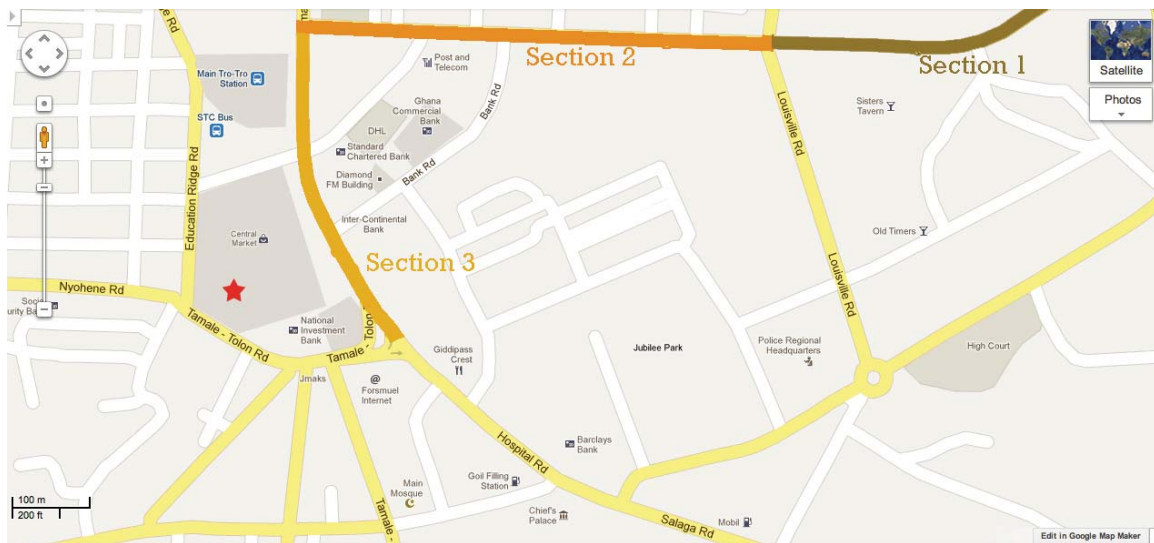 Section 2
Section 1
Section 3
Satellite
Photos
Post and
Telecom
Main Tro-Tro
Station
STC Bus
Ghana
Commercial
Bank
Bank Rd
DHL
Standard
Chartered Bank
Diamond
FM Building
Bank Rd
Sisters
Tavern
Louisville Rd
Education Ridge Rd
Central
Market
Inter-Continental
Bank
Old Timers
Nyohene Rd
Tamale - Tolon Rd
National
Investment
Bank
Tamale - Tolon
Louisville Rd
Giddipass
Crest
Jubilee Park
Police Regional
Headquarters
High Court
Jmaks
@
Forsmuel
Internet
Hospital Rd
Barclays
Bank
Main
Mosque
Goil Filling
Station
Chief's
Palace
Tamale -
Salaga Rd
Mobil
100 m
200 ft
Edit in Google Map Maker